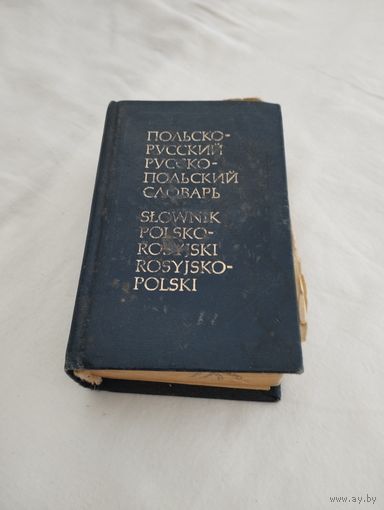 ПОЛЬСКО-
РУССКИЙ
РУССКО-
ПОЛЬСКИЙ
СЛОВАРЬ
SŁOWNIK
POLSKO-
ROSYJSKI
ROSYJSKO-
POLSKI
www.ay.by